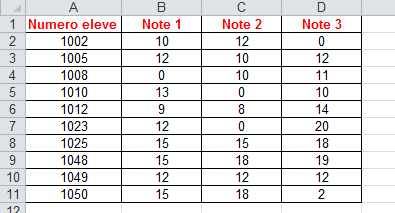 A B C D
1 Numero eleve Note 1 Note 2 Note 3
2 1002 10 12 0
3 1005 12 10 12
4 1008 0 10 11
5 1010 13 0 10
6 1012 9 8 14
7 1023 12 0 20
8 1025 15 15 18
9 1048 15 18 19
10 1049 12 12 12
11 1050 15 18 2
12